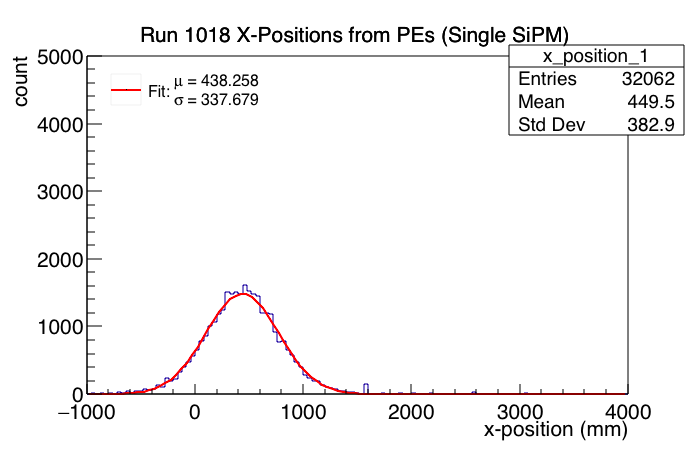 Run 1018 X-Positions from PEs (Single SiPM)
x_position_1
Entries 32062
Mean 449.5
Std Dev 382.9
Fit: μ = 438.258
σ = 337.679
count
5000
4000
3000
2000
1000
0
−1000 0 1000 2000 3000 4000
x-position (mm)